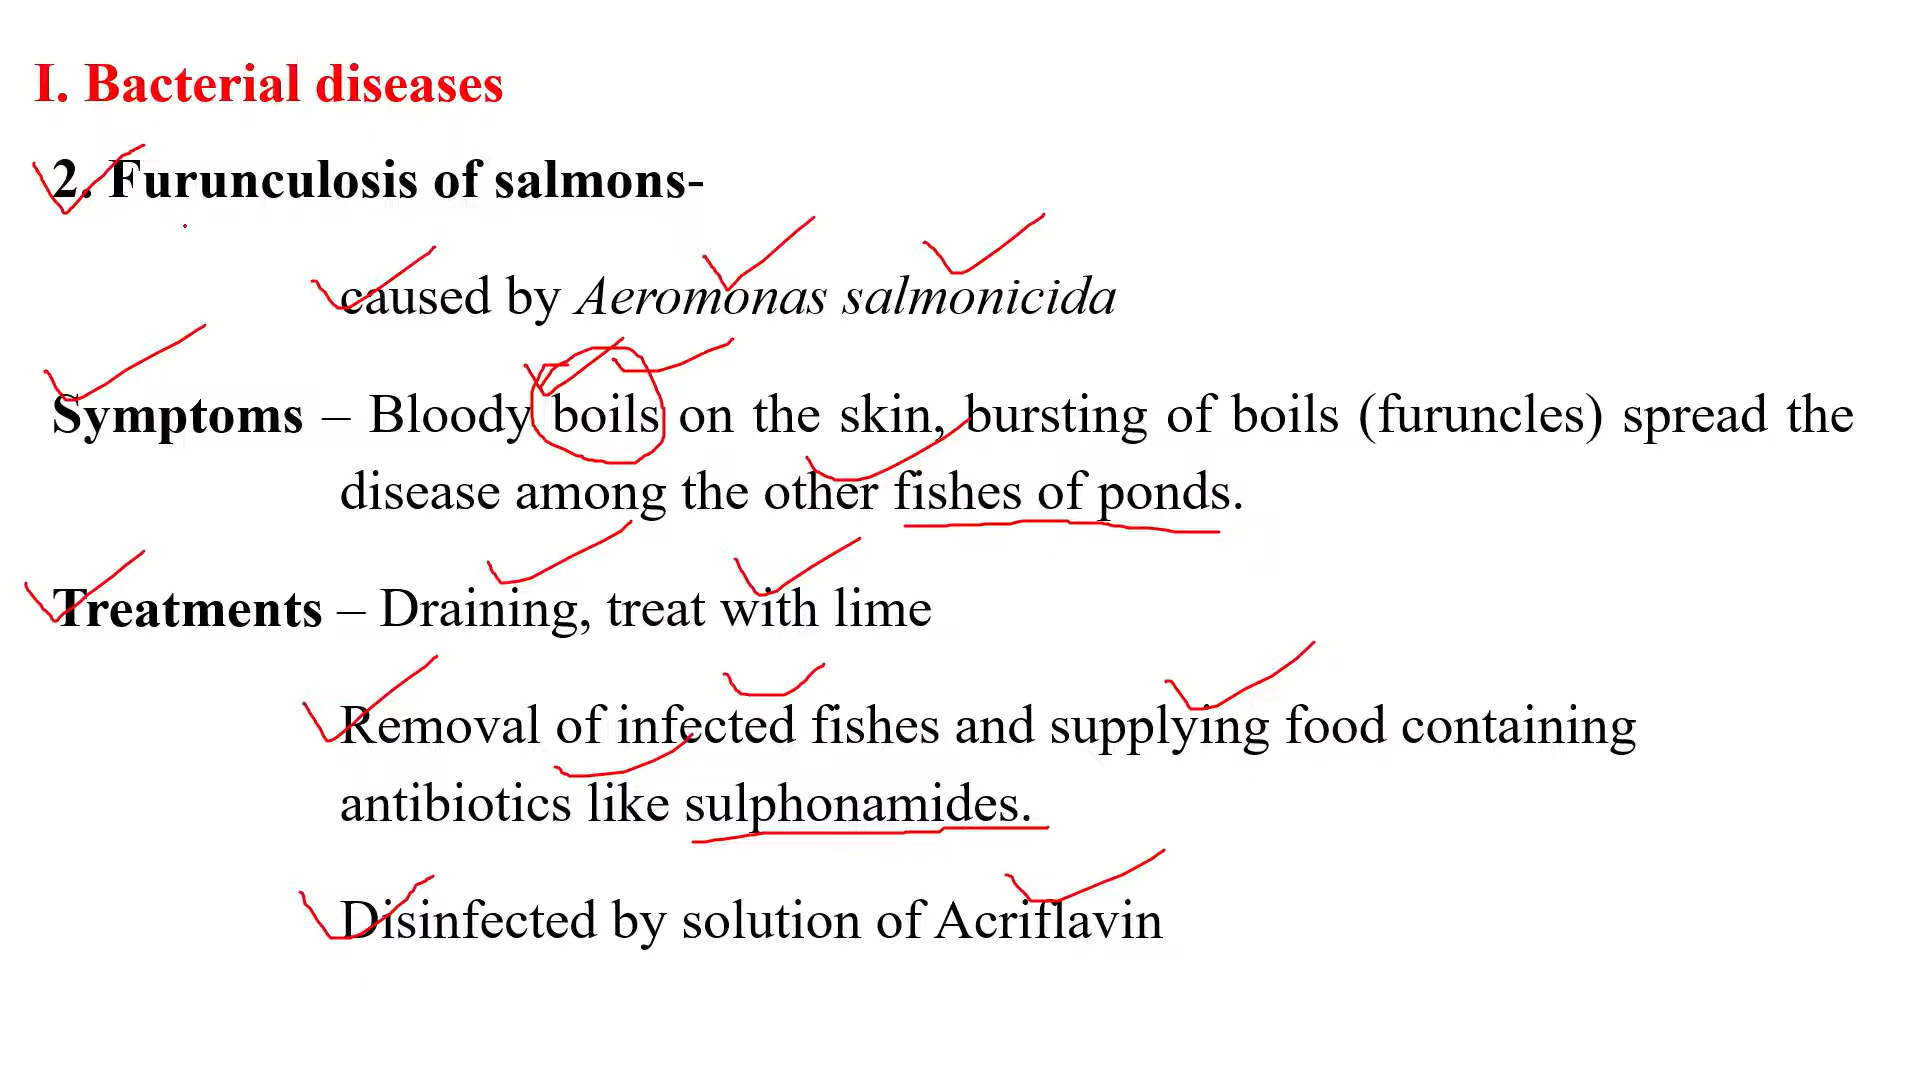 I. Bacterial diseases
2. Furunculosis of salmons-
caused by Aeromonas salmonicida
Symptoms – Bloody boils on the skin, bursting of boils (furuncles) spread the
disease among the other fishes of ponds.
Treatments – Draining, treat with lime
Removal of infected fishes and supplying food containing
antibiotics like sulphonamides.
Disinfected by solution of Acriflavin